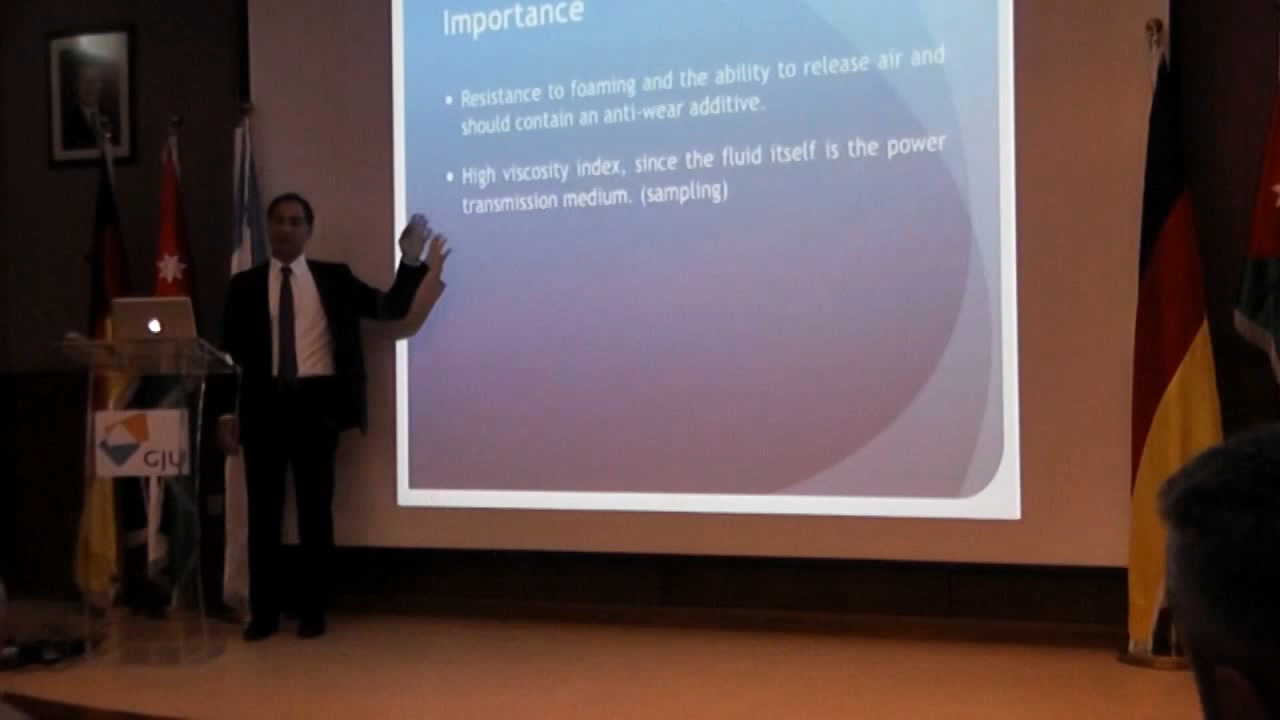 Importance
• Resistance to foaming and the ability to release air and
should contain an anti-wear additive.
• High viscosity index, since the fluid itself is the power
transmission medium. (sampling)
GJU